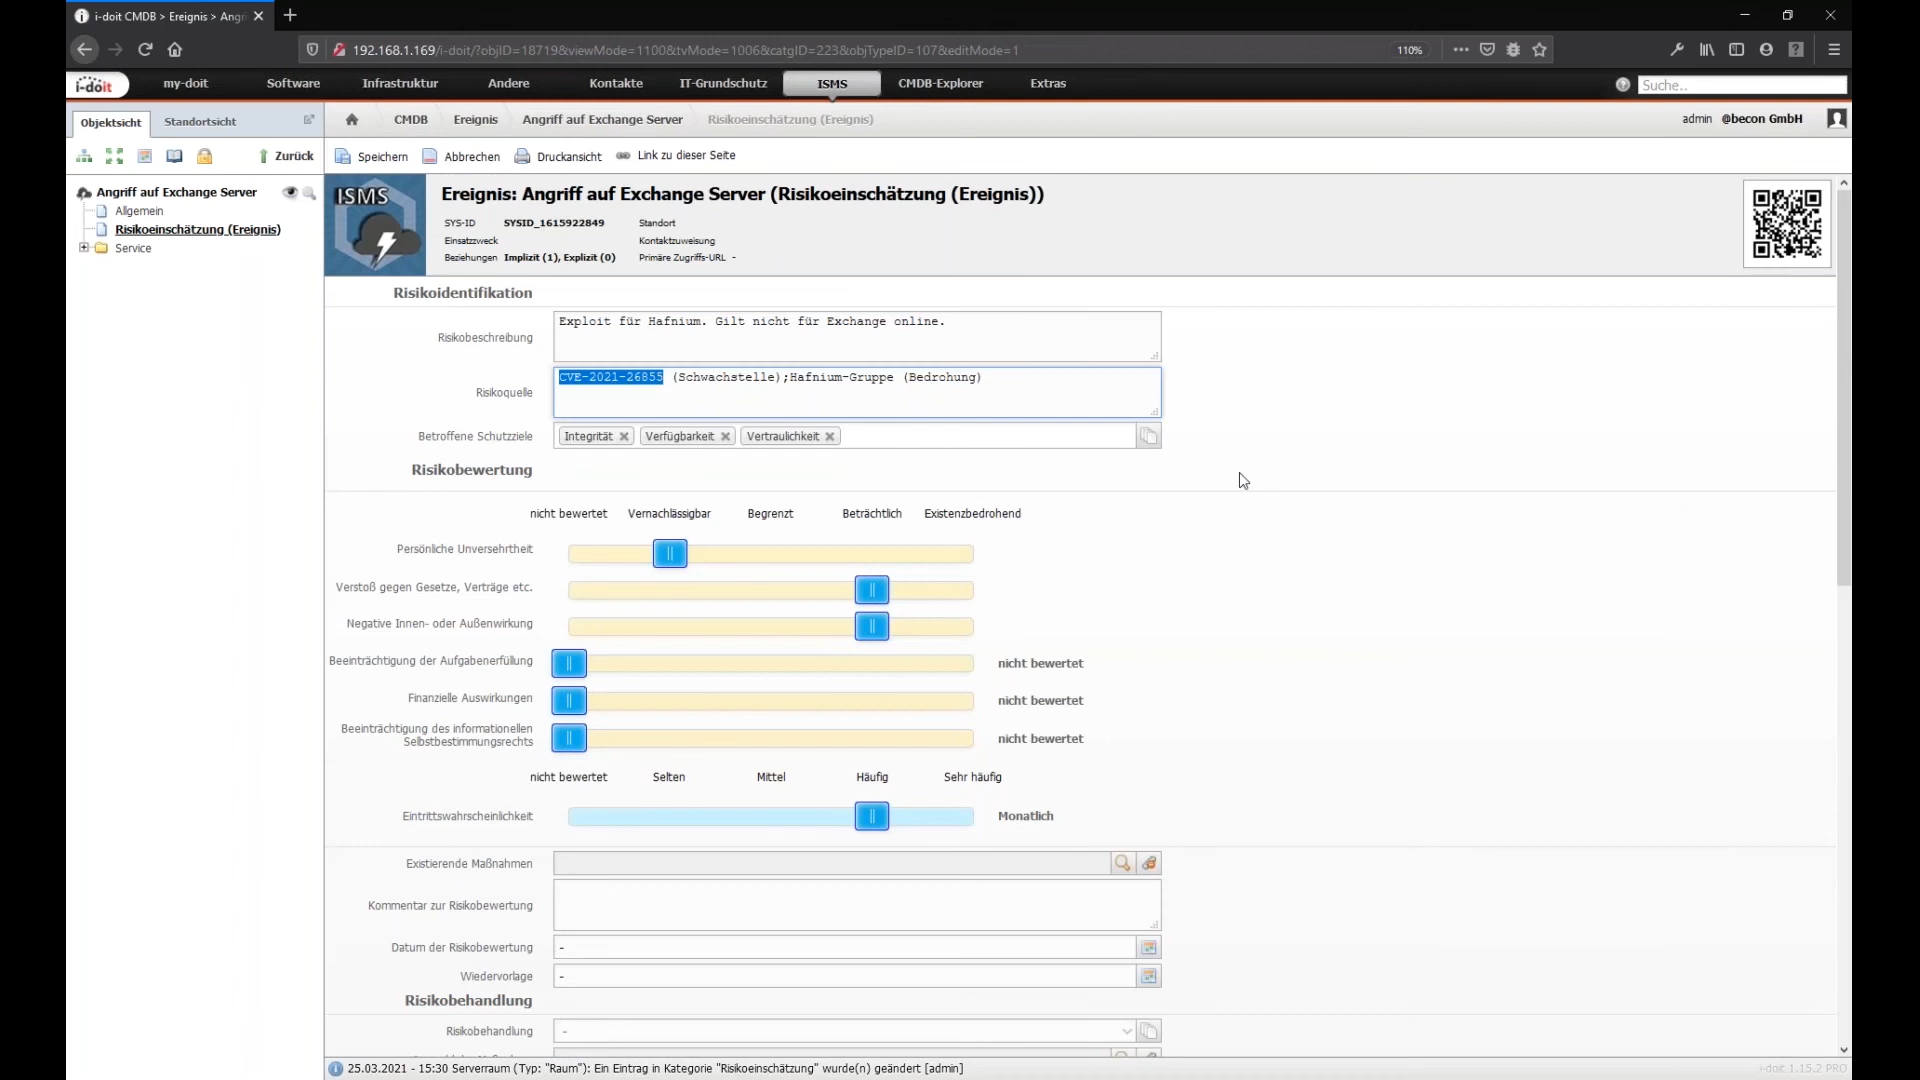 i-doit CMDB > Ereignis > Angri
192.168.1.169/i-doit/?objID=18719&viewMode=1100&tvMode=1006&catgID=223&objTypeID=107&editMode=1
110%
i-doit
my-doit
Software
Infrastruktur
Andere
Kontakte
IT-Grundschutz
ISMS
CMDB-Explorer
Extras
Suche..
Objektsicht
Standortsicht
CMDB
Ereignis
Angriff auf Exchange Server
Risikoeinschätzung (Ereignis)
admin @becon GmbH
Zurück
Speichern
Abbrechen
Druckansicht
Link zu dieser Seite
Angriff auf Exchange Server
Allgemein
Risikoeinschätzung (Ereignis)
Service
ISMS
Ereignis: Angriff auf Exchange Server (Risikoeinschätzung (Ereignis))
SYS-ID SYSID_1615922849 Standort
Einsatzzweck Kontaktzuweisung
Beziehungen Implizit (1), Explizit (0) Primäre Zugriffs-URL -
Risikoidentifikation
Risikobeschreibung
Exploit für Hafnium. Gilt nicht für Exchange online.
Risikoquelle
CVE-2021-26855 (Schwachstelle);Hafnium-Gruppe (Bedrohung)
Betroffene Schutzziele
Integrität
Verfügbarkeit
Vertraulichkeit
Risikobewertung
nicht bewertet Vernachlässigbar Begrenzt Beträchtlich Existenzbedrohend
Persönliche Unversehrtheit
Verstoß gegen Gesetze, Verträge etc.
Negative Innen- oder Außenwirkung
Beeinträchtigung der Aufgabenerfüllung nicht bewertet
Finanzielle Auswirkungen nicht bewertet
Beeinträchtigung des informationellen
Selbstbestimmungsrechts nicht bewertet
nicht bewertet Selten Mittel Häufig Sehr häufig
Eintrittswahrscheinlichkeit Monatlich
Existierende Maßnahmen
Kommentar zur Risikobewertung
Datum der Risikobewertung -
Wiedervorlage -
Risikobehandlung
Risikobehandlung -
25.03.2021 - 15:30 Serverraum (Typ: "Raum"): Ein Eintrag in Kategorie "Risikoeinschätzung" wurde(n) geändert [admin]
i-doit 1.15.2 PRO